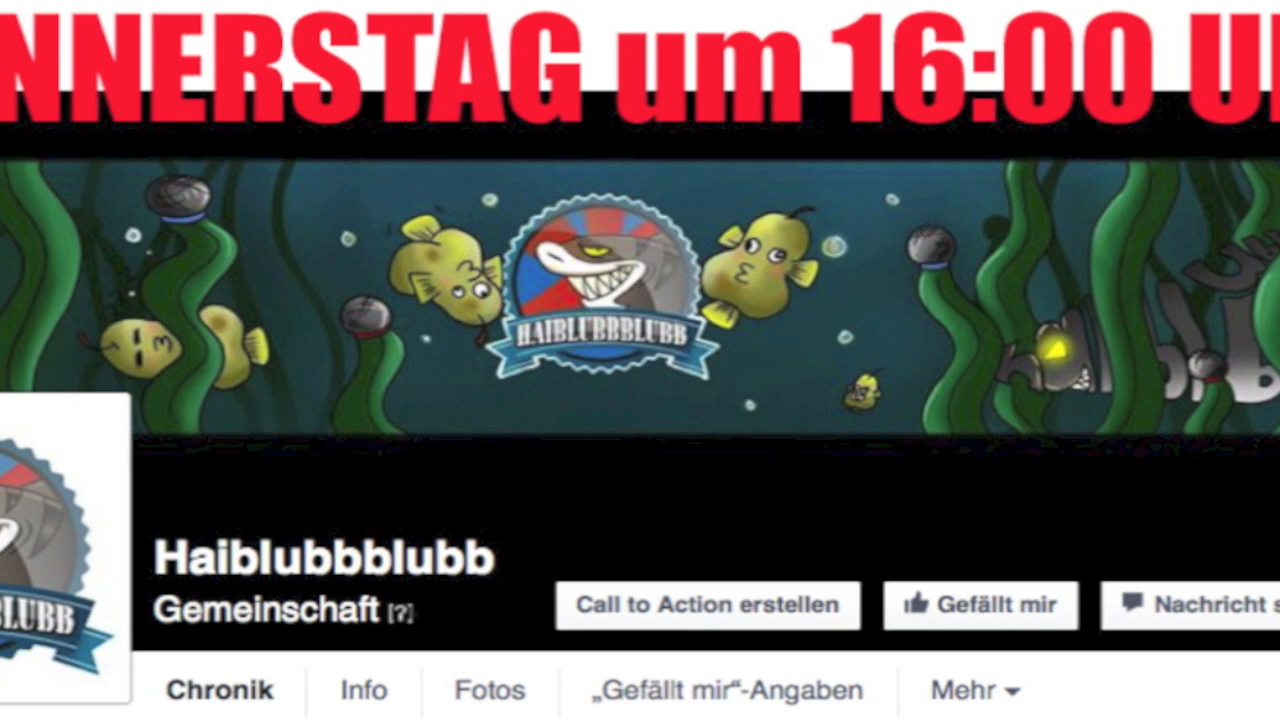 NNERSTAG um 16:00 U
HAIBLUBBBLUBB
LUBB
Haiblubbblubb
Gemeinschaft [?]
Call to Action erstellen
Gefällt mir
Nachricht s
Chronik
Info
Fotos
„Gefällt mir“-Angaben
Mehr